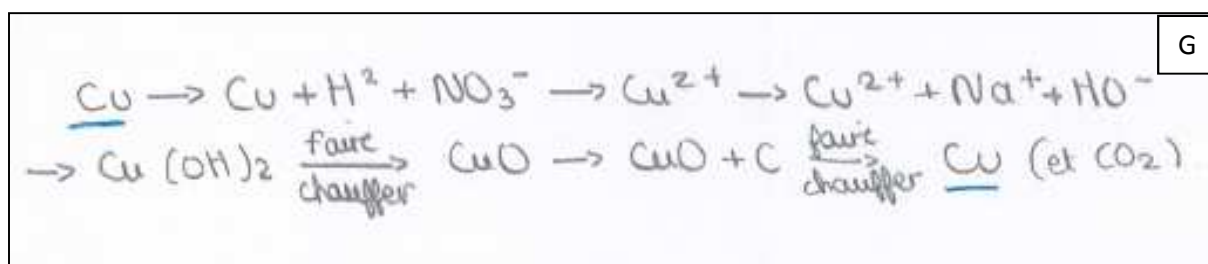 G
Cu → Cu + H² + NO₃⁻ → Cu²⁺ → Cu²⁺ + Na⁺ + HO⁻
→ Cu (OH)₂ faire chauffer → CuO → CuO + C faire chauffer → Cu (et CO₂)